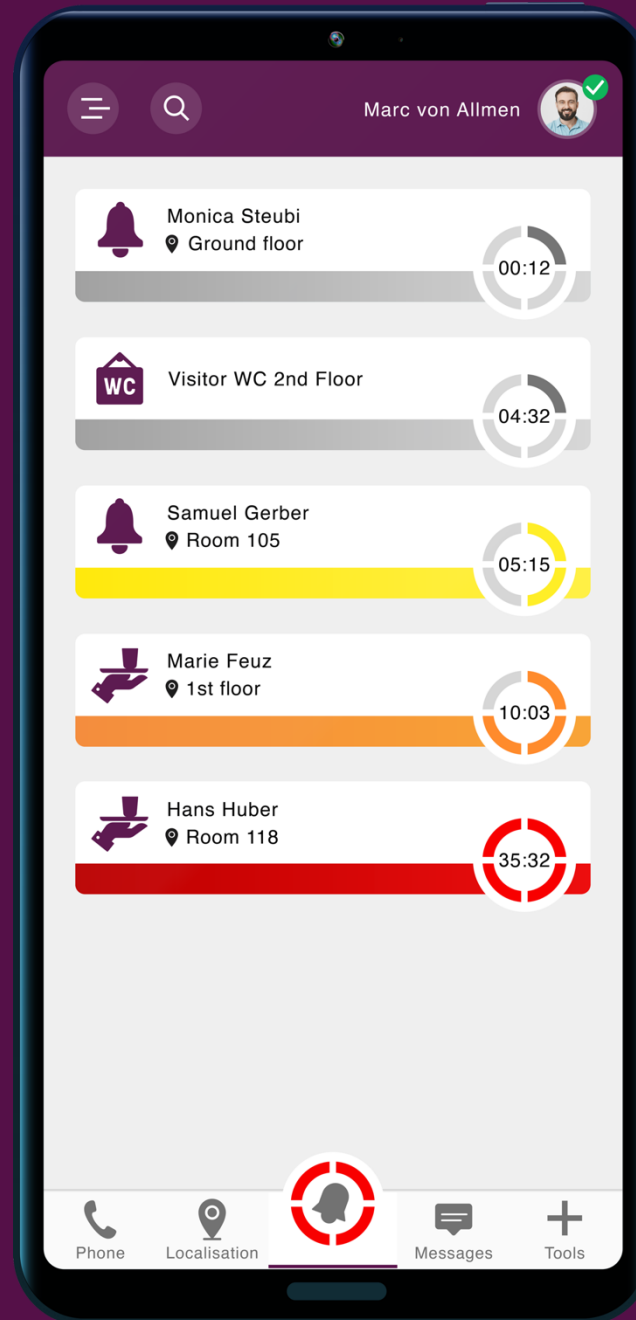 Marc von Allmen
Monica Steubi
Ground floor
00:12
WC
Visitor WC 2nd Floor
04:32
Samuel Gerber
Room 105
05:15
Marie Feuz
1st floor
10:03
Hans Huber
Room 118
35:32
Phone
Localisation
Messages
Tools